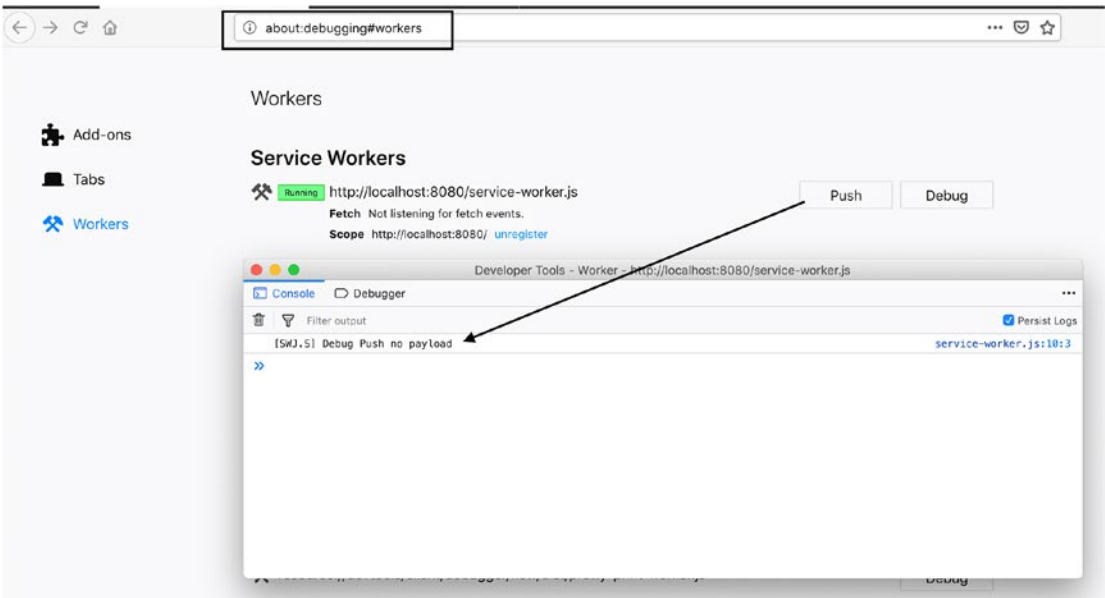 about:debugging#workers
Workers
Add-ons
Tabs
Workers
Service Workers
Running http://localhost:8080/service-worker.js
Push
Debug
Fetch Not listening for fetch events.
Scope http://localhost:8080/ unregister
Developer Tools - Worker - http://localhost:8080/service-worker.js
Console
Debugger
Filter output
Persist Logs
[SWJ.S] Debug Push no payload
service-worker.js:10:3
Debug